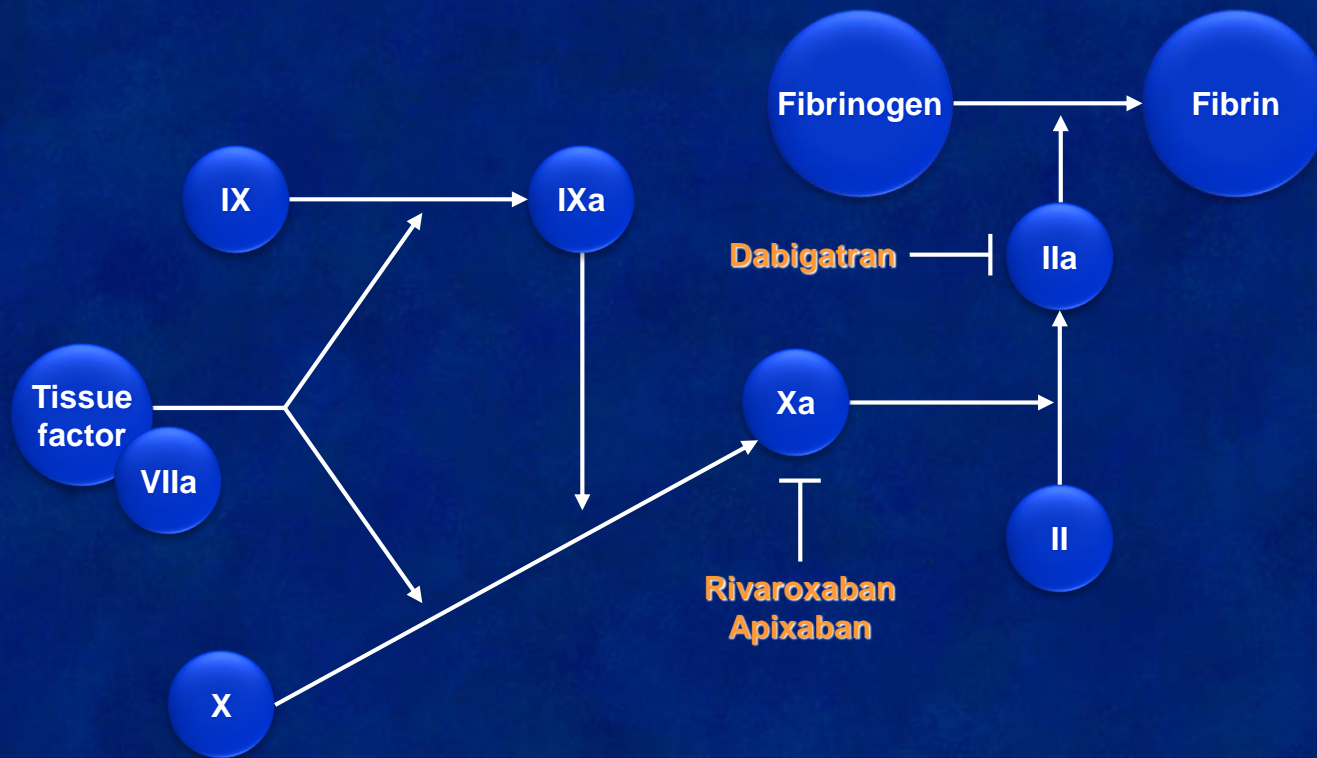 Fibrinogen
Fibrin
IX
IXa
Dabigatran
IIa
Tissue
factor
VIIa
Xa
II
Rivaroxaban
Apixaban
X